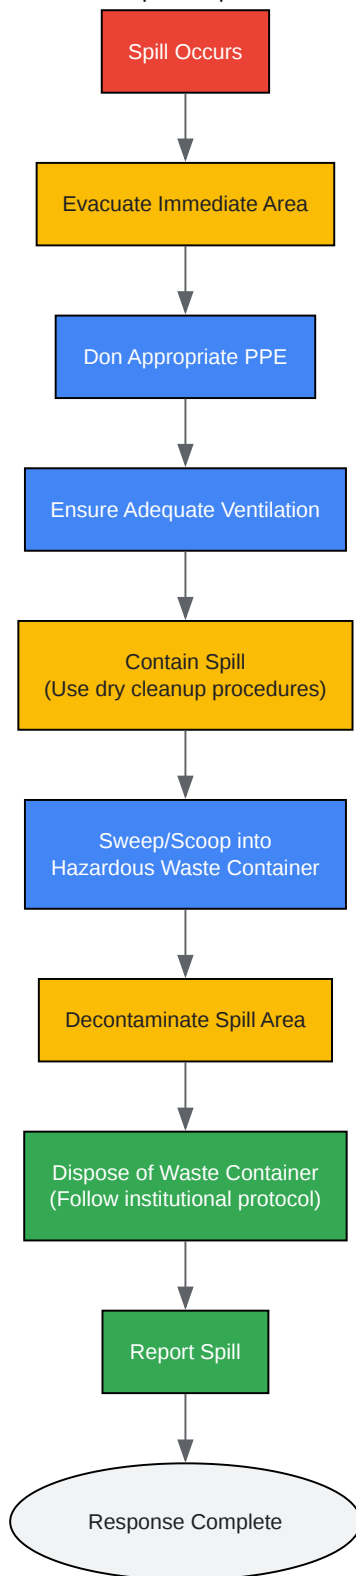 Spill Occurs
Evacuate Immediate Area
Don Appropriate PPE
Ensure Adequate Ventilation
Contain Spill
(Use dry cleanup procedures)
Sweep/Scoop into
Hazardous Waste Container
Decontaminate Spill Area
Dispose of Waste Container
(Follow institutional protocol)
Report Spill
Response Complete